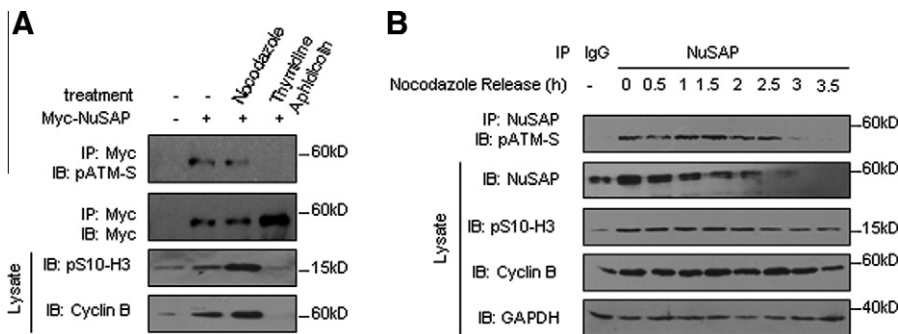 A
treatment - - Nocodazole Thymidine Aphidicolin
Myc-NuSAP - + + +
IP: Myc
IB: pATM-S
60kD
IP: Myc
IB: Myc
60kD
Lysate
IB: pS10-H3
15kD
IB: Cyclin B
60kD
B
IP IgG NuSAP
Nocodazole Release (h) - 0 0.5 1 1.5 2 2.5 3 3.5
IP: NuSAP
IB: pATM-S
60kD
Lysate
IB: NuSAP
60kD
IB: pS10-H3
15kD
IB: Cyclin B
60kD
IB: GAPDH
40kD